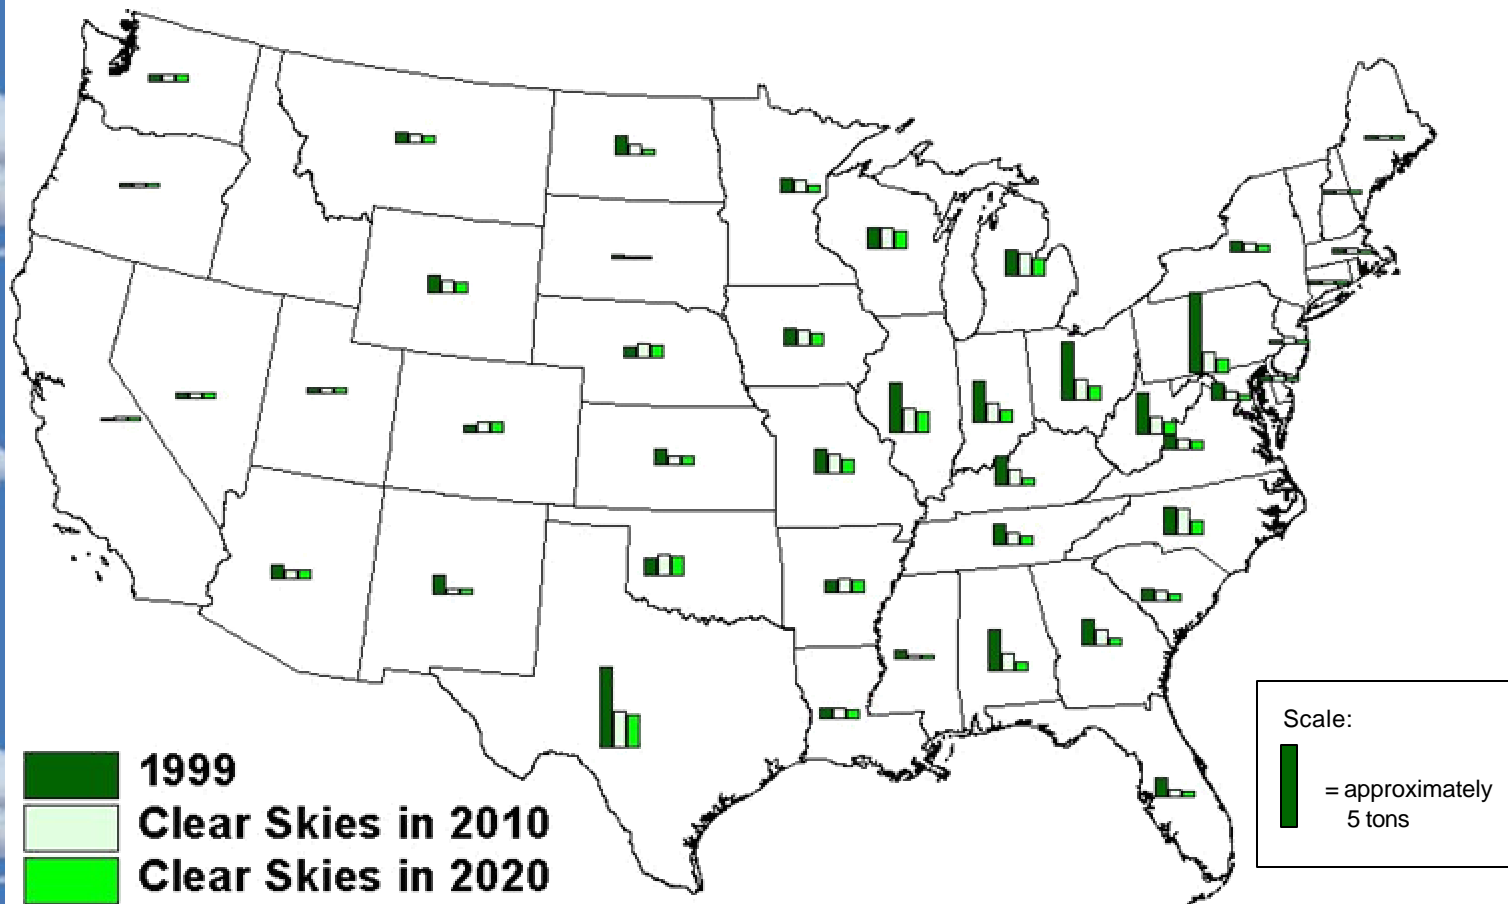 Scale:
= approximately
5 tons
1999
Clear Skies in 2010
Clear Skies in 2020